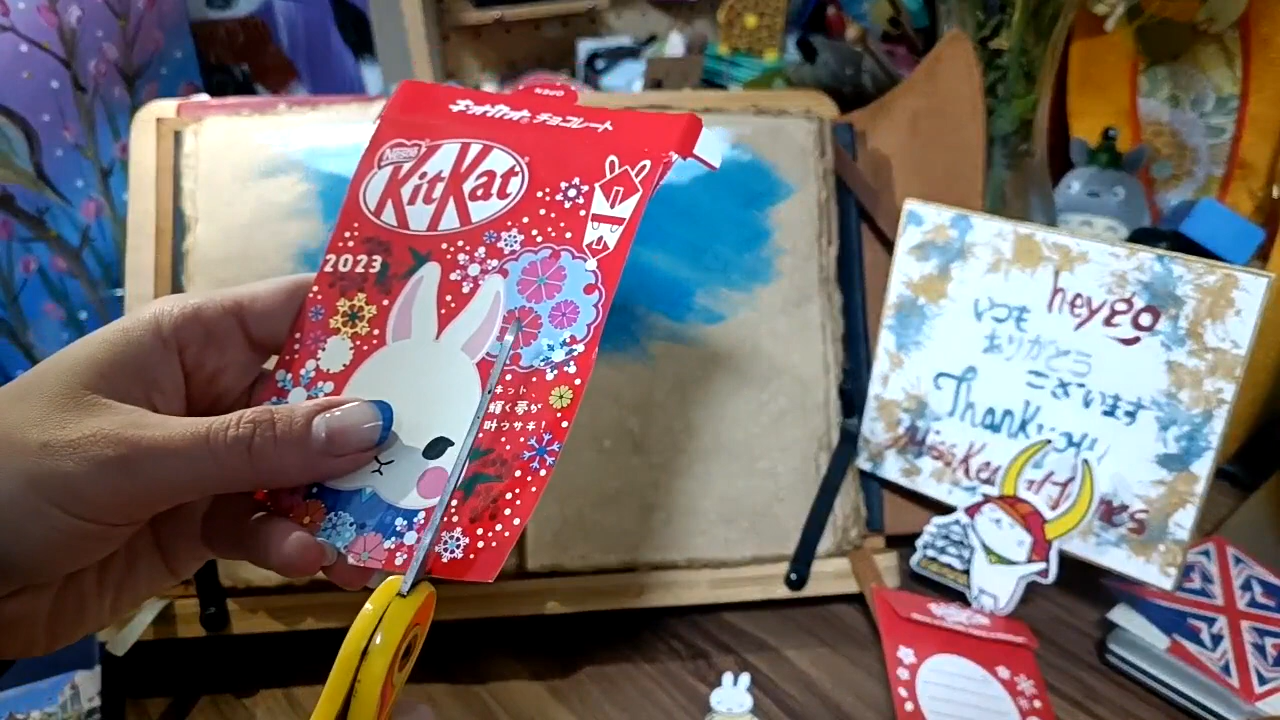 OPEN
キットカット® チョコレート
Nestlé
KitKat
2023
キット
輝く夢が
叶うサギ!
heygo
いつも
ありがとう
ございます
Thank you